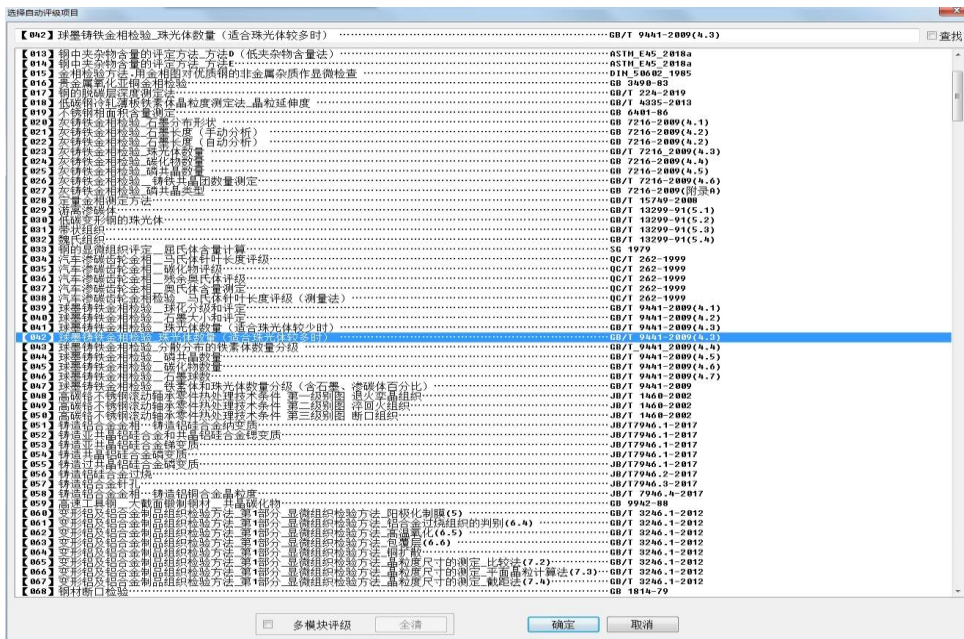 选择自动评级项目
【042】球墨铸铁金相检验_珠光体数量（适合珠光体较多时） ……GB/T 9441-2009(4.3)
查找
【013】钢中夹杂物含量的评定方法_方法D（低夹杂物含量法）……ASTM_E45_2018a
【014】钢中夹杂物含量的评定方法_方法E……ASTM_E45_2018a
【015】金相检验方法.用金相图对优质钢的非金属杂质作显微检查 ……DIN_50602_1985
【016】贵金属氧化亚铜金相检验……GB 3490-83
【017】钢的脱碳层深度测定法……GB/T 224-2019
【018】低碳钢冷轧薄板铁素体晶粒度测定法_晶粒延伸度 ……GB/T 4335-2013
【019】不锈钢相面积含量测定……GB 6401-86
【020】灰铸铁金相检验_石墨分布形状……GB 7216-2009(4.1)
【021】灰铸铁金相检验_石墨长度（手动分析） ……GB 7216-2009(4.2)
【022】灰铸铁金相检验_石墨长度（自动分析） ……GB 7216-2009(4.2)
【023】灰铸铁金相检验_珠光体数量……GB/T 7216_2009(4.3)
【024】灰铸铁金相检验_碳化物数量 ……GB 7216-2009(4.4)
【025】灰铸铁金相检验_磷共晶数量……GB 7216-2009(4.5)
【026】灰铸铁金相检验__铸铁共晶团数量测定……GB/T 7216-2009(4.6)
【027】灰铸铁金相检验_磷共晶类型 ……GB 7216-2009(附录A)
【028】定量金相测定方法……GB/T 15749-2008
【029】游离渗碳体……GB/T 13299-91(5.1)
【030】低碳变形钢的珠光体……GB/T 13299-91(5.2)
【031】带状组织……GB/T 13299-91(5.3)
【032】魏氏组织……GB/T 13299-91(5.4)
【033】钢的显微组织评定__屈氏体含量计算……SG 1979
【034】汽车渗碳齿轮金相__马氏体针叶长度评级……QC/T 262-1999
【035】汽车渗碳齿轮金相__碳化物评级……QC/T 262-1999
【036】汽车渗碳齿轮金相__残余奥氏体评级……QC/T 262-1999
【037】汽车渗碳齿轮金相__奥氏体含量测定……QC/T 262-1999
【038】汽车渗碳齿轮金相检验__马氏体针叶长度评级（测量法） ……QC/T 262-1999
【039】球墨铸铁金相检验__球化分级和评定……GB/T 9441-2009(4.1)
【040】球墨铸铁金相检验__石墨大小和评定……GB/T 9441-2009(4.2)
【041】球墨铸铁金相检验__珠光体数量（适合珠光体较少时） ……GB/T 9441-2009(4.3)
【042】球墨铸铁金相检验_珠光体数量（适合珠光体较多时） ……GB/T 9441-2009(4.3)
【043】球墨铸铁金相检验_分散分布的铁素体数量分级 ……GB/T_9441_2009(4.4)
【044】球墨铸铁金相检验__磷共晶数量……GB/T 9441-2009(4.5)
【045】球墨铸铁金相检验__碳化物数量……GB/T 9441-2009(4.6)
【046】球墨铸铁金相检验__石墨球数……GB/T 9441-2009(4.7)
【047】球墨铸铁金相检验__铁素体和珠光体数量分级（含石墨、渗碳体百分比）……GB/T 9441-2009
【048】高碳铬不锈钢滚动轴承零件热处理技术条件 第一级别图 退火孪晶组织……JB/T 1460-2002
【049】高碳铬不锈钢滚动轴承零件热处理技术条件 第二级别图 淬回火组织……JB/T 1460-2002
【050】高碳铬不锈钢滚动轴承零件热处理技术条件 第三级别图 断口组织……JB/T 1460-2002
【051】铸造铝合金金相…铸造铝硅合金钠变质……JB/T7946.1-2017
【052】铸造亚共晶铝硅合金和共晶铝硅合金锶变质……JB/T7946.1-2017
【053】铸造亚共晶铝硅合金锑变质……JB/T7946.1-2017
【054】铸造共晶铝硅合金磷变质……JB/T7946.1-2017
【055】铸造过共晶铝硅合金磷变质……JB/T7946.1-2017
【056】铸造铝硅合金过烧……JB/T7946.2-2017
【057】铸造铝合金针孔……JB/T7946.3-2017
【058】铸造铝合金金相…铸造铝铜合金晶粒度……JB/T 7946.4-2017
【059】高速工具钢__大截面锻制钢材__共晶碳化物……GB 9942-88
【060】变形铝及铝合金制品组织检验方法_第1部分_显微组织检验方法_阳极化制膜(5) ……GB/T 3246.1-2012
【061】变形铝及铝合金制品组织检验方法_第1部分_显微组织检验方法_铝合金过烧组织的判别(6.4) ……GB/T 3246.1-2012
【062】变形铝及铝合金制品组织检验方法_第1部分_显微组织检验方法_高温氧化(6.5) ……GB/T 3246.1-2012
【063】变形铝及铝合金制品组织检验方法_第1部分_显微组织检验方法_包覆层(6.6) ……GB/T 3246.1-2012
【064】变形铝及铝合金制品组织检验方法_第1部分_显微组织检验方法_铜扩散……GB/T 3246.1-2012
【065】变形铝及铝合金制品组织检验方法_第1部分_显微组织检验方法_晶粒度尺寸的测定_比较法(7.2)……GB/T 3246.1-2012
【066】变形铝及铝合金制品组织检验方法_第1部分_显微组织检验方法_晶粒度尺寸的测定_平面晶粒计算法(7.3)……GB/T 3246.1-2012
【067】变形铝及铝合金制品组织检验方法_第1部分_显微组织检验方法_晶粒度尺寸的测定_截距法(7.4)……GB/T 3246.1-2012
【068】钢材断口检验……GB 1814-79
多模块评级
全清
确定
取消